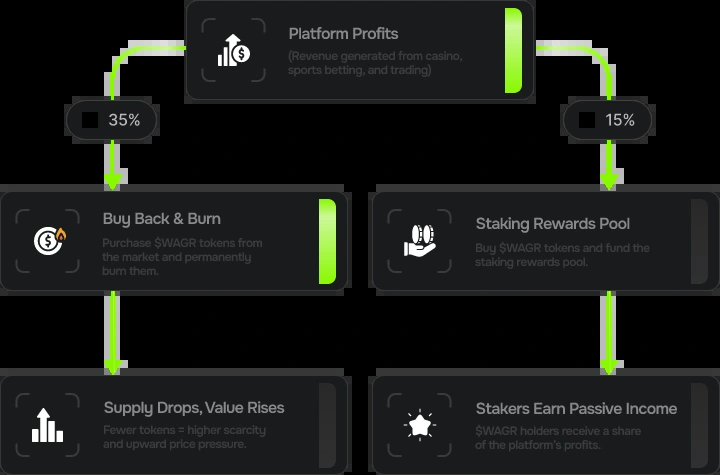 Platform Profits
(Revenue generated from casino,
sports betting, and trading)
35%
15%
Buy Back & Burn
Purchase $WAGR tokens from
the market and permanently
burn them.
Staking Rewards Pool
Buy $WAGR tokens and fund the
staking rewards pool.
Supply Drops, Value Rises
Fewer tokens = higher scarcity
and upward price pressure.
Stakers Earn Passive Income
$WAGR holders receive a share
of the platform's profits.